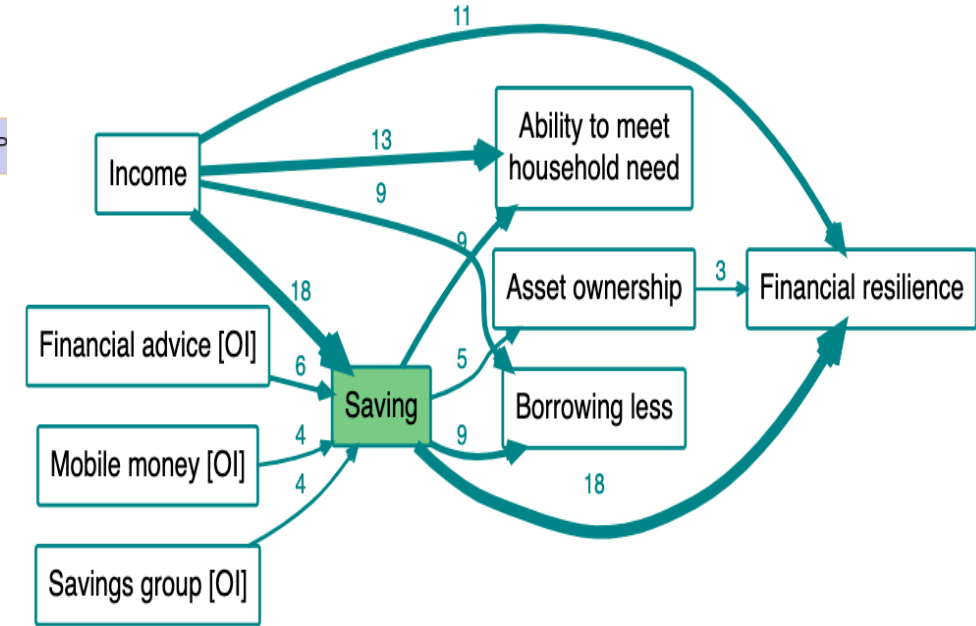 11
Ability to meet
household need
13
Income
9
9
Asset ownership
3
Financial resilience
18
Financial advice [OI]
6
5
Saving
Borrowing less
4
9
Mobile money [OI]
4
18
Savings group [OI]